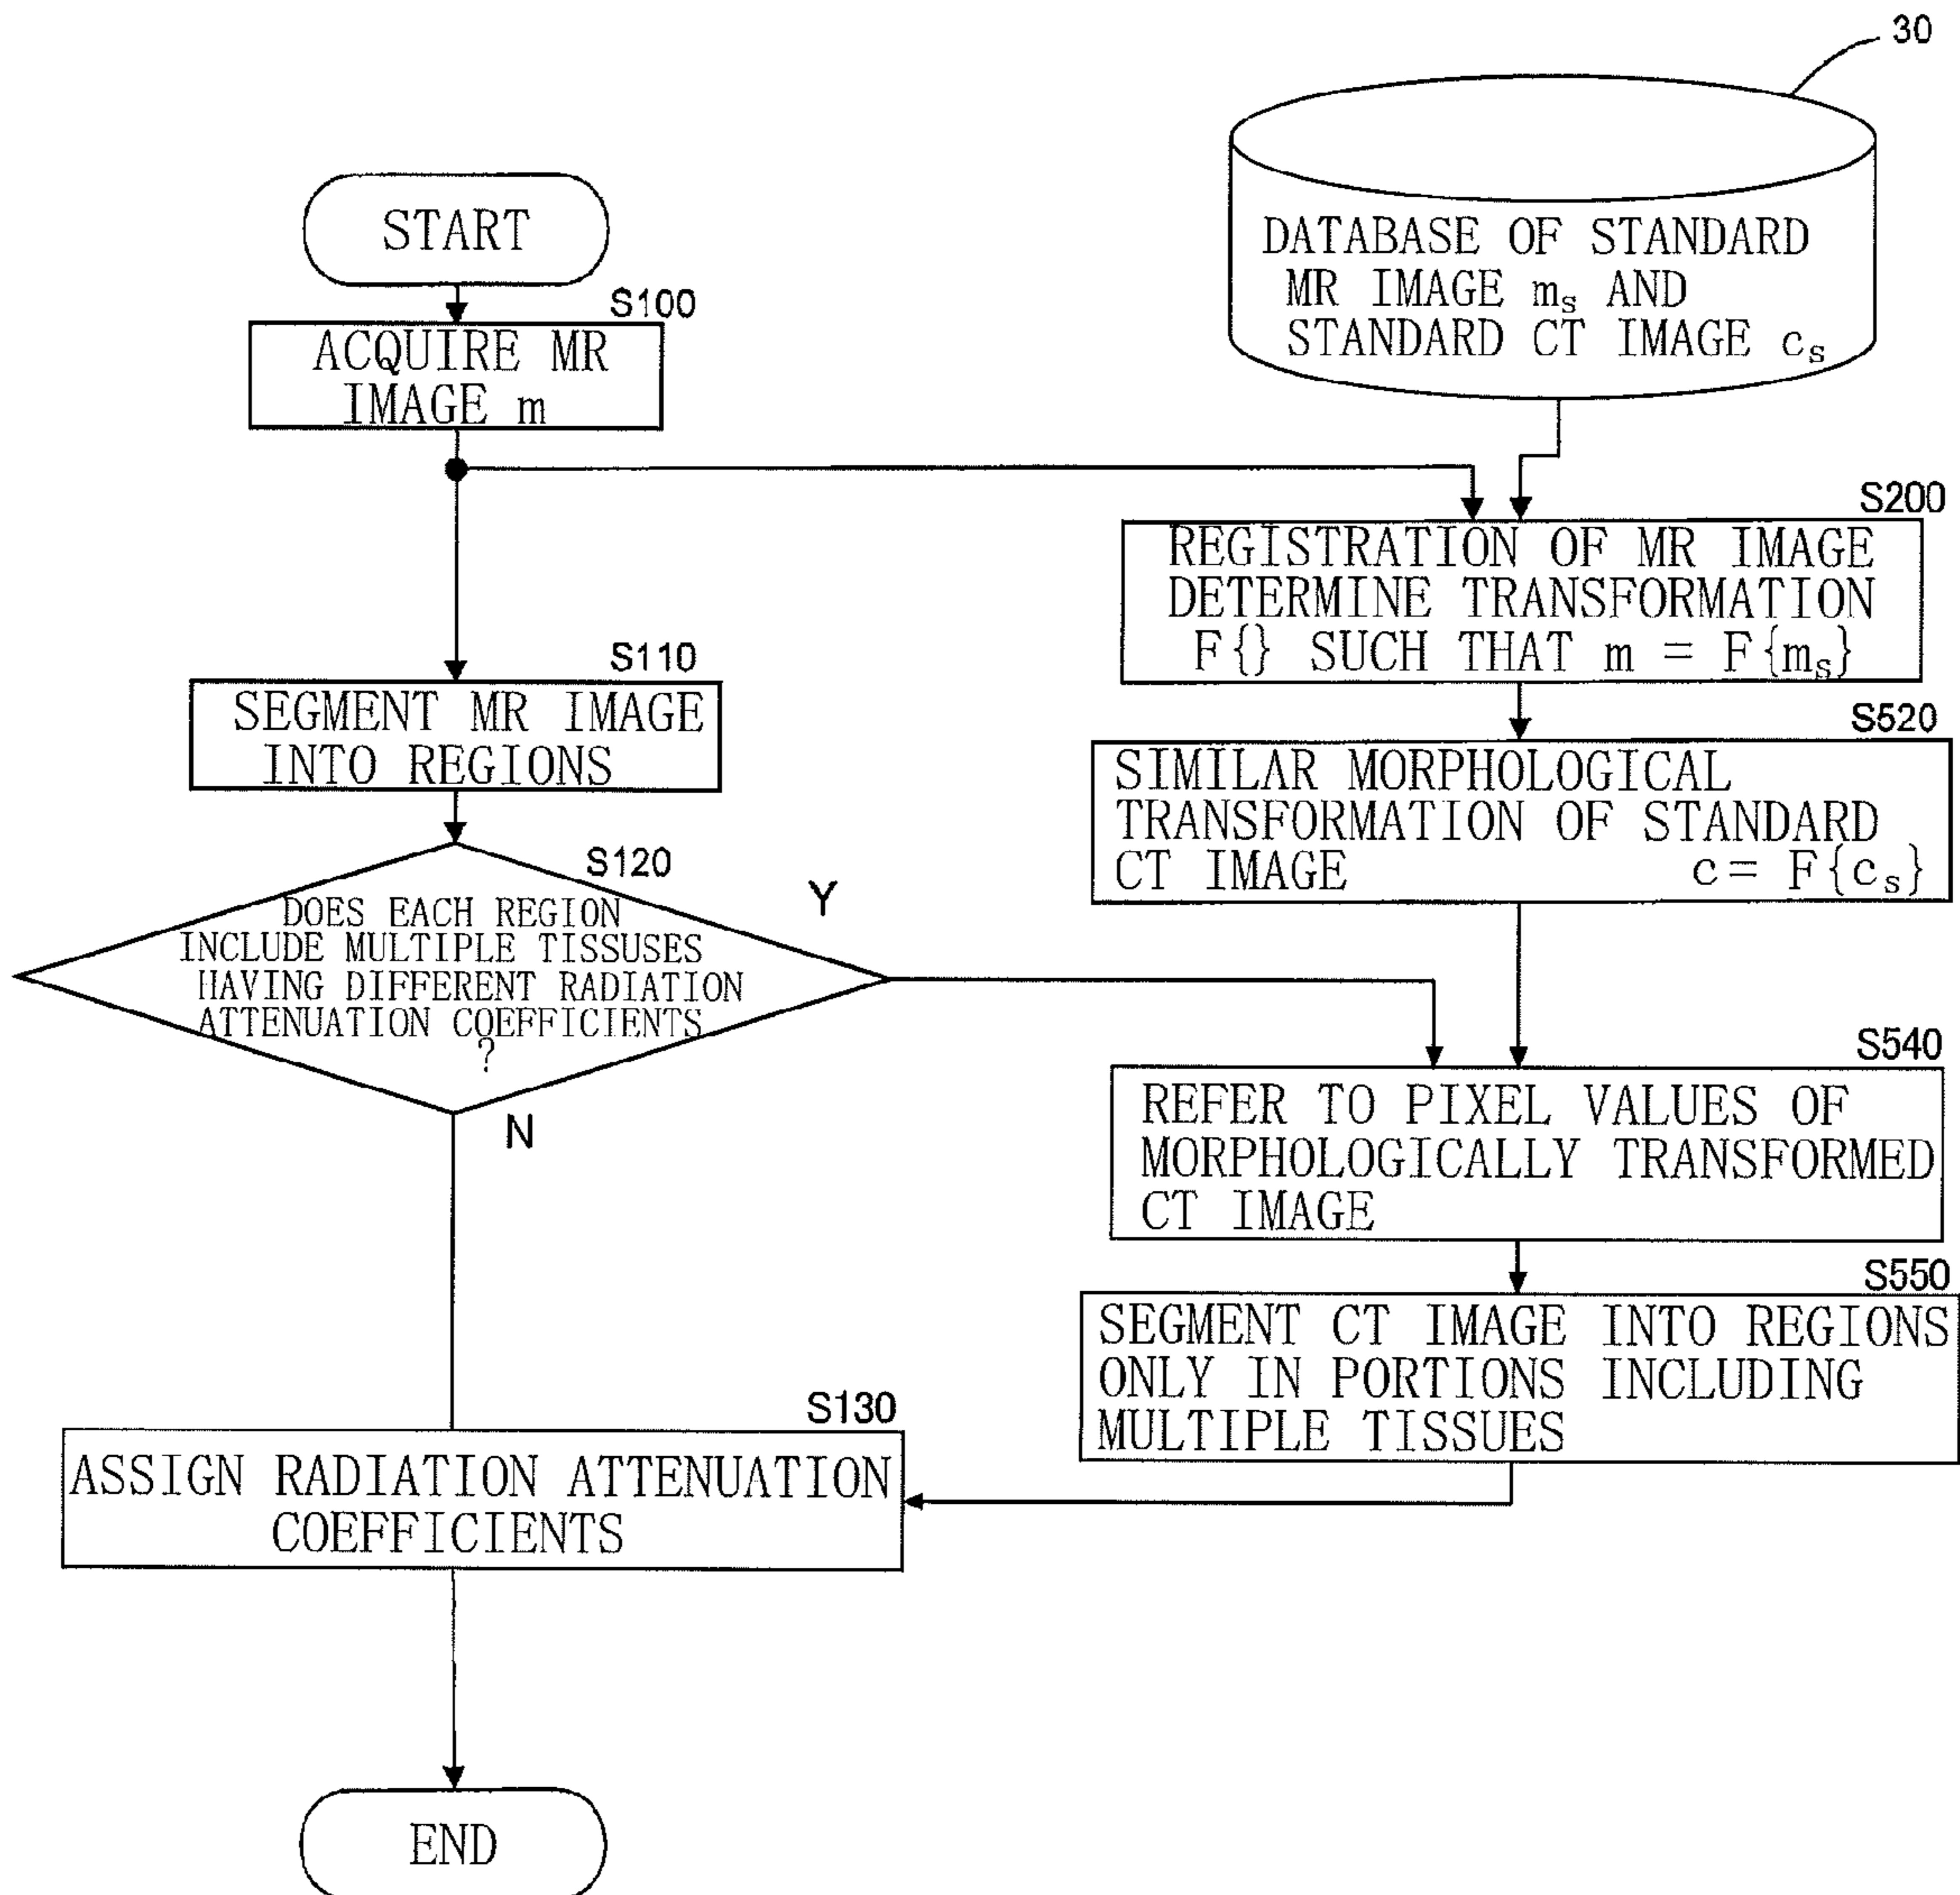 30
START
DATABASE OF STANDARD
MR IMAGE mₛ AND
STANDARD CT IMAGE cₛ
S100
ACQUIRE MR
IMAGE m
S200
REGISTRATION OF MR IMAGE
DETERMINE TRANSFORMATION
F{} SUCH THAT m = F{mₛ}
S110
SEGMENT MR IMAGE
INTO REGIONS
S520
SIMILAR MORPHOLOGICAL
TRANSFORMATION OF STANDARD
CT IMAGE c = F{cₛ}
S120
DOES EACH REGION
INCLUDE MULTIPLE TISSUSES
HAVING DIFFERENT RADIATION
ATTENUATION COEFFICIENTS
?
Y
N
S540
REFER TO PIXEL VALUES OF
MORPHOLOGICALLY TRANSFORMED
CT IMAGE
S550
SEGMENT CT IMAGE INTO REGIONS
ONLY IN PORTIONS INCLUDING
MULTIPLE TISSUES
S130
ASSIGN RADIATION ATTENUATION
COEFFICIENTS
END